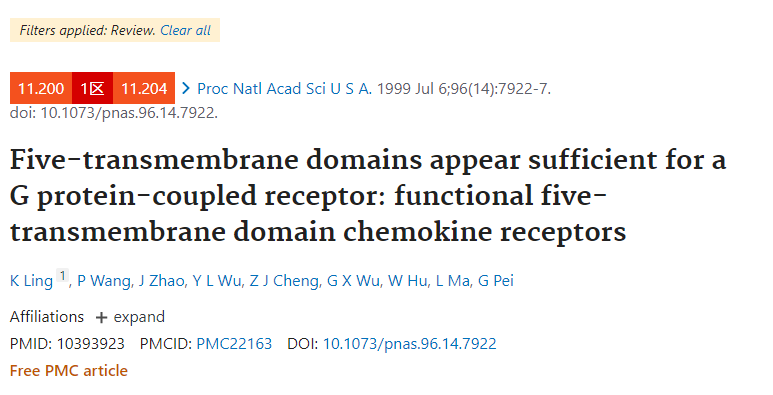 Filters applied: Review. Clear all
11.200 1区 11.204 > Proc Natl Acad Sci U S A. 1999 Jul 6;96(14):7922-7.
doi: 10.1073/pnas.96.14.7922.
Five-transmembrane domains appear sufficient for a
G protein-coupled receptor: functional five-
transmembrane domain chemokine receptors
K Ling 1, P Wang, J Zhao, Y L Wu, Z J Cheng, G X Wu, W Hu, L Ma, G Pei
Affiliations + expand
PMID: 10393923 PMCID: PMC22163 DOI: 10.1073/pnas.96.14.7922
Free PMC article